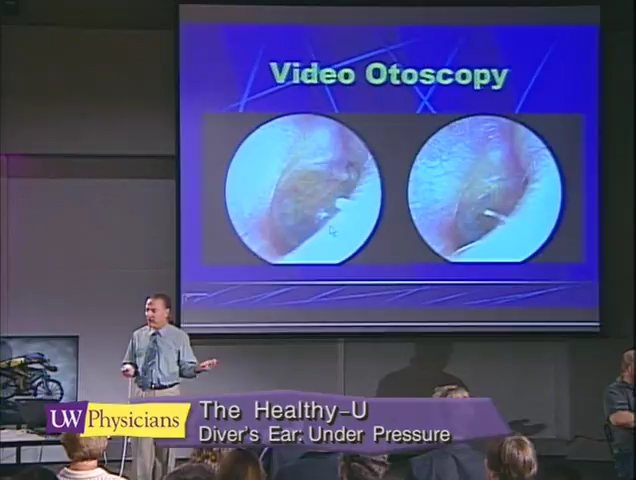 Video Otoscopy
UW Physicians
The Healthy-U
Diver's Ear: Under Pressure